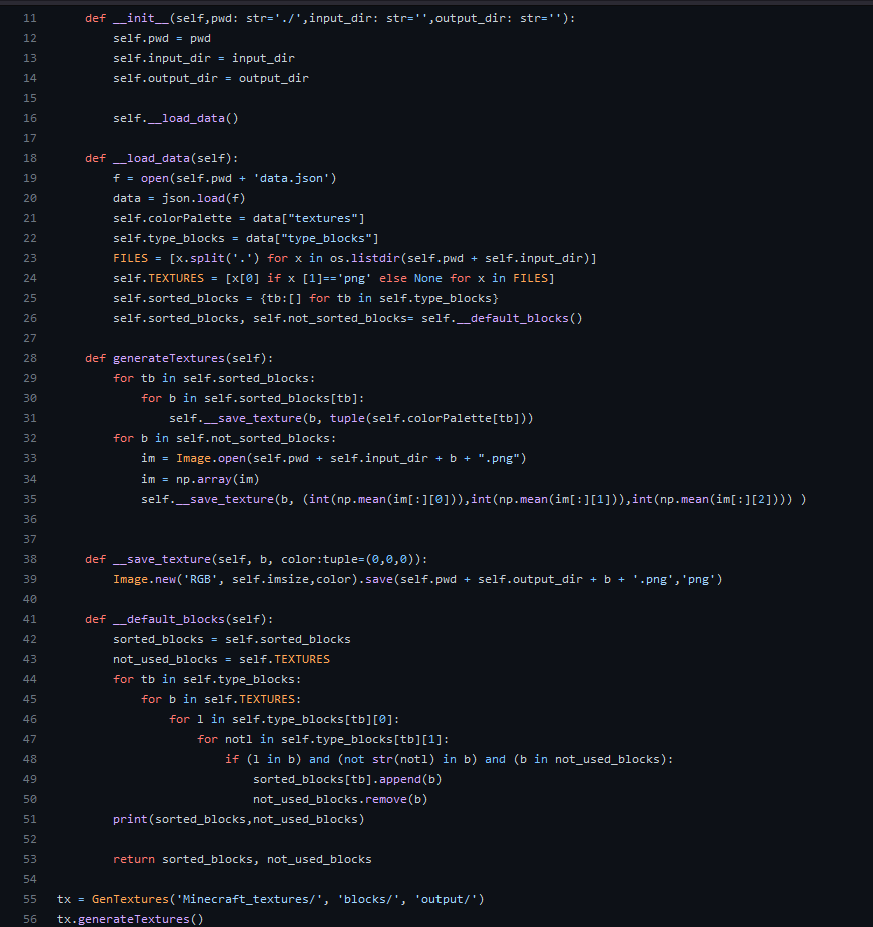 11 def __init__(self,pwd: str='./',input_dir: str='',output_dir: str=''):
12 self.pwd = pwd
13 self.input_dir = input_dir
14 self.output_dir = output_dir
15
16 self.__load_data()
17
18 def __load_data(self):
19 f = open(self.pwd + 'data.json')
20 data = json.load(f)
21 self.colorPalette = data["textures"]
22 self.type_blocks = data["type_blocks"]
23 FILES = [x.split('.') for x in os.listdir(self.pwd + self.input_dir)]
24 self.TEXTURES = [x[0] if x [1]=='png' else None for x in FILES]
25 self.sorted_blocks = {tb:[] for tb in self.type_blocks}
26 self.sorted_blocks, self.not_sorted_blocks= self.__default_blocks()
27
28 def generateTextures(self):
29 for tb in self.sorted_blocks:
30 for b in self.sorted_blocks[tb]:
31 self.__save_texture(b, tuple(self.colorPalette[tb]))
32 for b in self.not_sorted_blocks:
33 im = Image.open(self.pwd + self.input_dir + b + ".png")
34 im = np.array(im)
35 self.__save_texture(b, (int(np.mean(im[:][0])),int(np.mean(im[:][1])),int(np.mean(im[:][2]))) )
36
37
38 def __save_texture(self, b, color:tuple=(0,0,0)):
39 Image.new('RGB', self.imsize,color).save(self.pwd + self.output_dir + b + '.png','png')
40
41 def __default_blocks(self):
42 sorted_blocks = self.sorted_blocks
43 not_used_blocks = self.TEXTURES
44 for tb in self.type_blocks:
45 for b in self.TEXTURES:
46 for l in self.type_blocks[tb][0]:
47 for notl in self.type_blocks[tb][1]:
48 if (l in b) and (not str(notl) in b) and (b in not_used_blocks):
49 sorted_blocks[tb].append(b)
50 not_used_blocks.remove(b)
51 print(sorted_blocks,not_used_blocks)
52
53 return sorted_blocks, not_used_blocks
54
55 tx = GenTextures('Minecraft_textures/', 'blocks/', 'output/')
56 tx.generateTextures()